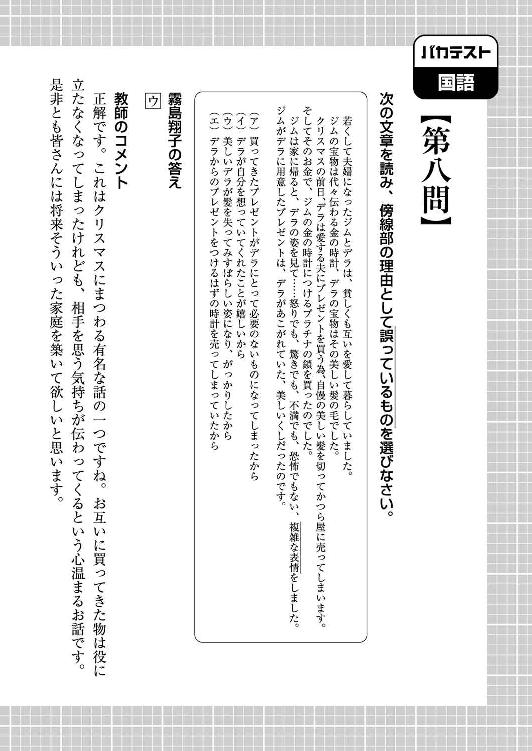 バカテスト
国語
【第八問】
次の文章を読み、傍線部の理由として誤っているものを選びなさい。
若くして夫婦になったジムとデラは、貧しくも互いを愛して暮らしていました。
ジムの宝物は代々伝わる金の時計、デラの宝物はその美しい髪の毛でした。
クリスマスの前日、デラは愛する夫にプレゼントを買う為、自慢の美しい髪を切ってかつら屋に売ってしまいます。
そしてそのお金で、ジムの金の時計につけるプラチナの鎖を買ったのでした。
ジムは家に帰ると、デラの姿を見て……怒りでも、驚きでも、不満でも、恐怖でもない、複雑な表情をしました。
ジムがデラに用意したプレゼントは、デラがあこがれていた、美しいくしだったのです。
(ア)買ってきたプレゼントがデラにとって必要のないものになってしまったから
(イ)デラが自分を想っていてくれたことが嬉しいから
(ウ)美しいデラが髪を失ってみすぼらしい姿になり、がっかりしたから
(エ)デラからのプレゼントをつけるはずの時計を売ってしまっていたから
霧島翔子の答え
ウ
教師のコメント
正解です。これはクリスマスにまつわる有名な話の一つですね。お互いに買ってきた物は役に
立たなくなってしまったけれども、相手を思う気持ちが伝わってくるという心温まるお話です。
是非とも皆さんには将来そういった家庭を築いて欲しいと思います。